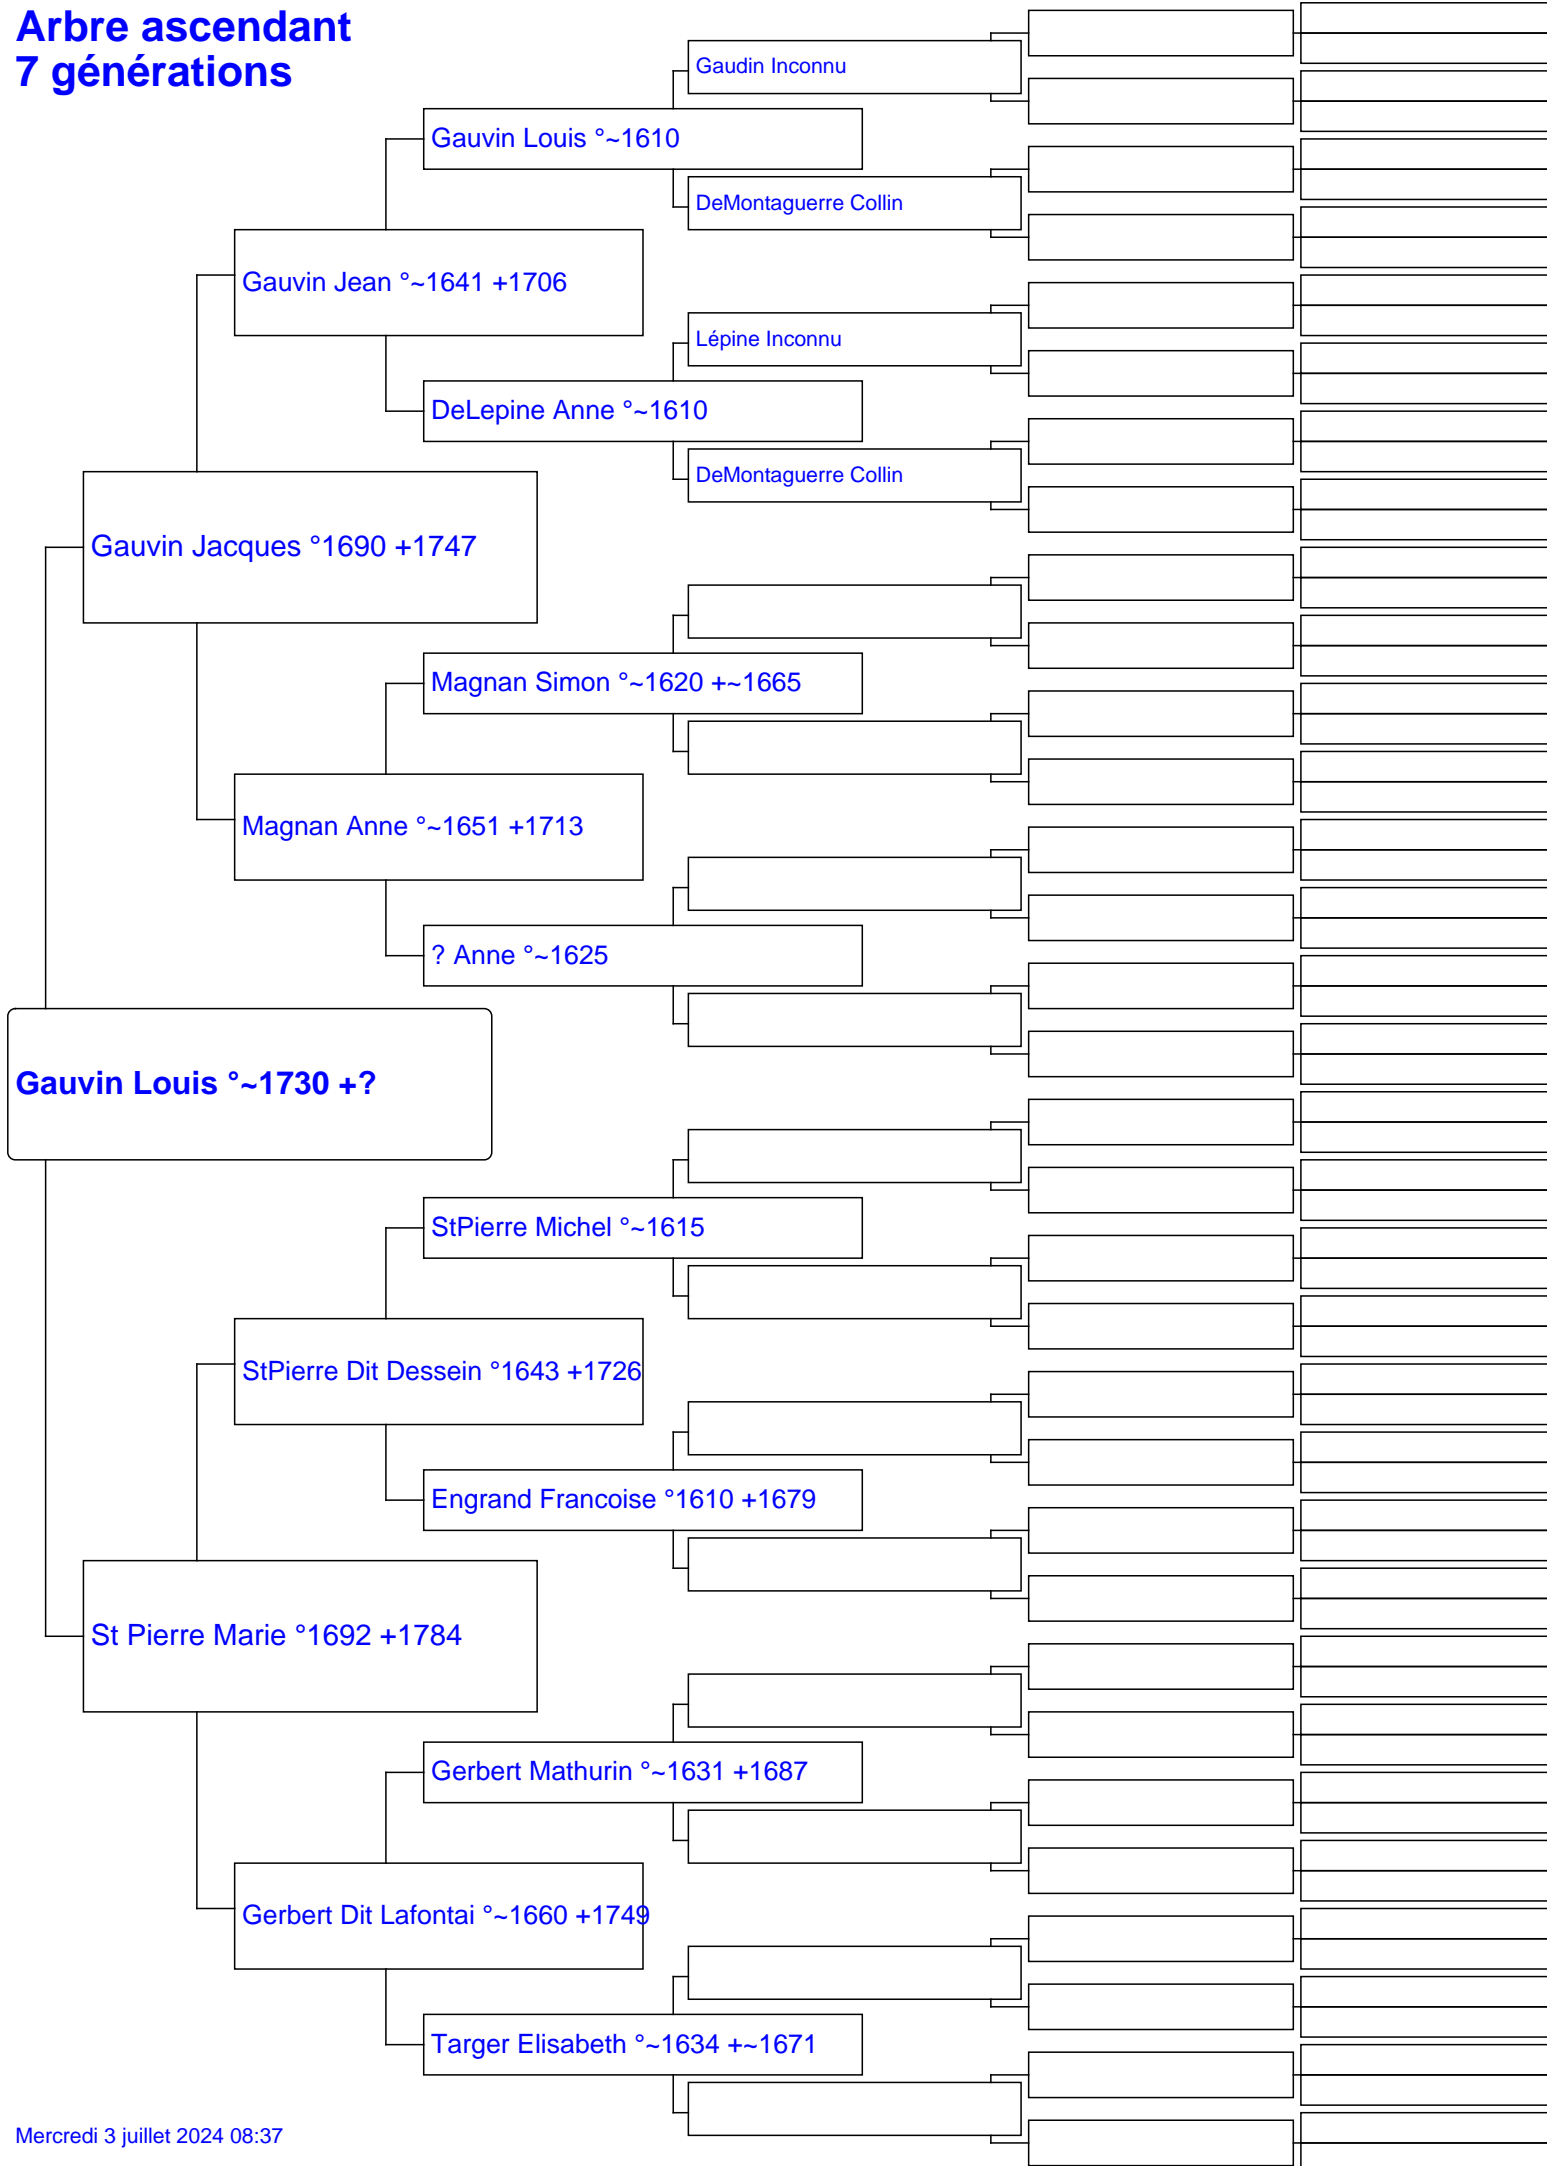 Arbre ascendant
7 générations
Gaudin Inconnu
Gauvin Louis °~1610
DeMontaguerre Collin
Gauvin Jean °~1641 +1706
Lépine Inconnu
DeLepine Anne °~1610
DeMontaguerre Collin
Gauvin Jacques °1690 +1747
Magnan Simon °~1620 +~1665
Magnan Anne °~1651 +1713
? Anne °~1625
Gauvin Louis °~1730 +?
StPierre Michel °~1615
StPierre Dit Dessein °1643 +1726
Engrand Francoise °1610 +1679
St Pierre Marie °1692 +1784
Gerbert Mathurin °~1631 +1687
Gerbert Dit Lafontai °~1660 +1749
Targer Elisabeth °~1634 +~1671
Mercredi 3 juillet 2024 08:37